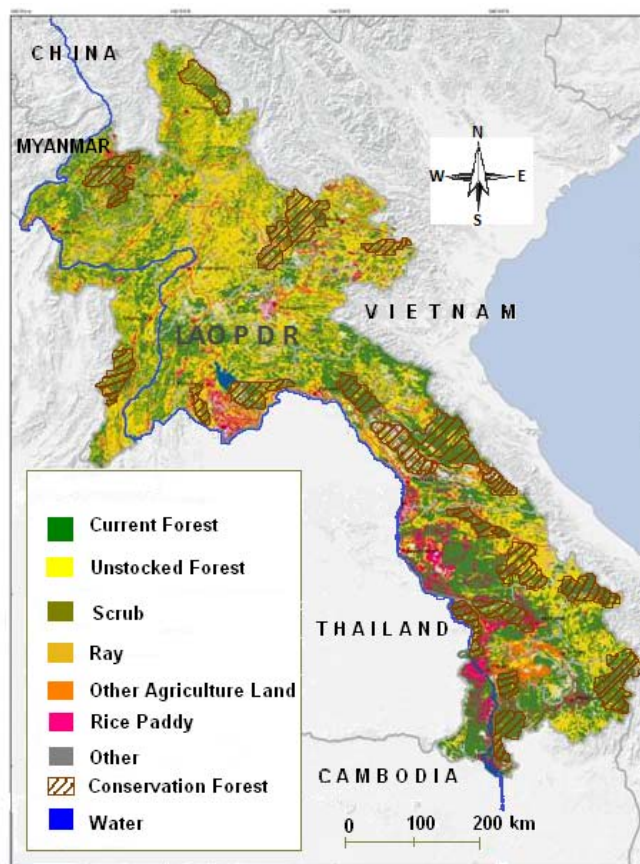 CHINA
MYANMAR
N
W E
S
VIETNAM
LAO P D R
Current Forest
Unstocked Forest
Scrub
Ray
Other Agriculture Land
Rice Paddy
Other
Conservation Forest
Water
THAILAND
CAMBODIA
0 100 200 km